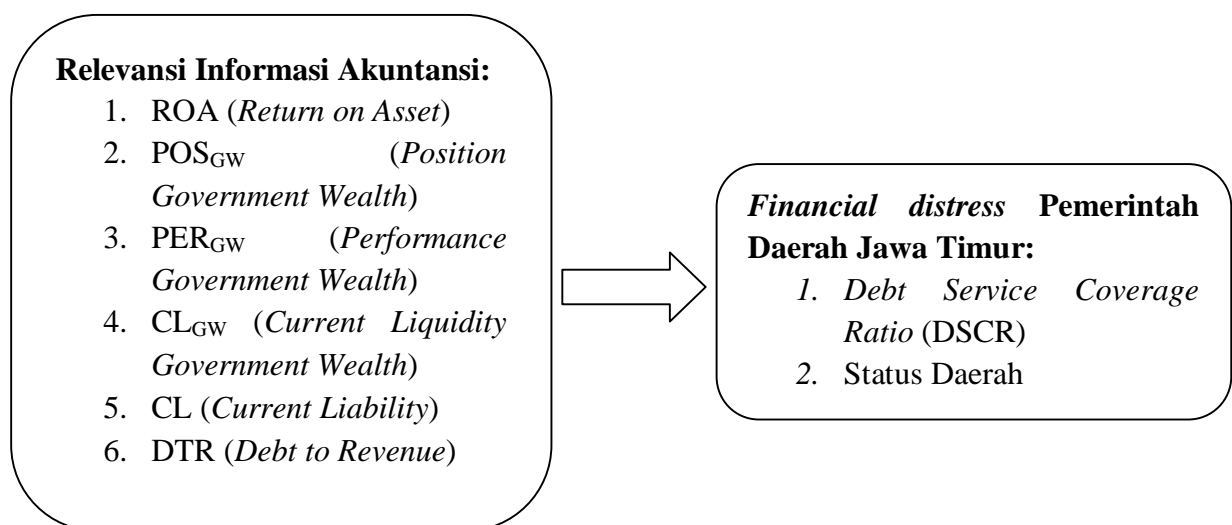 Relevansi Informasi Akuntansi:
1. ROA (Return on Asset)
2. POSGW (Position
Government Wealth)
3. PERGW (Performance
Government Wealth)
4. CLGW (Current Liquidity
Government Wealth)
5. CL (Current Liability)
6. DTR (Debt to Revenue)
Financial distress Pemerintah
Daerah Jawa Timur:
1. Debt Service Coverage
Ratio (DSCR)
2. Status Daerah